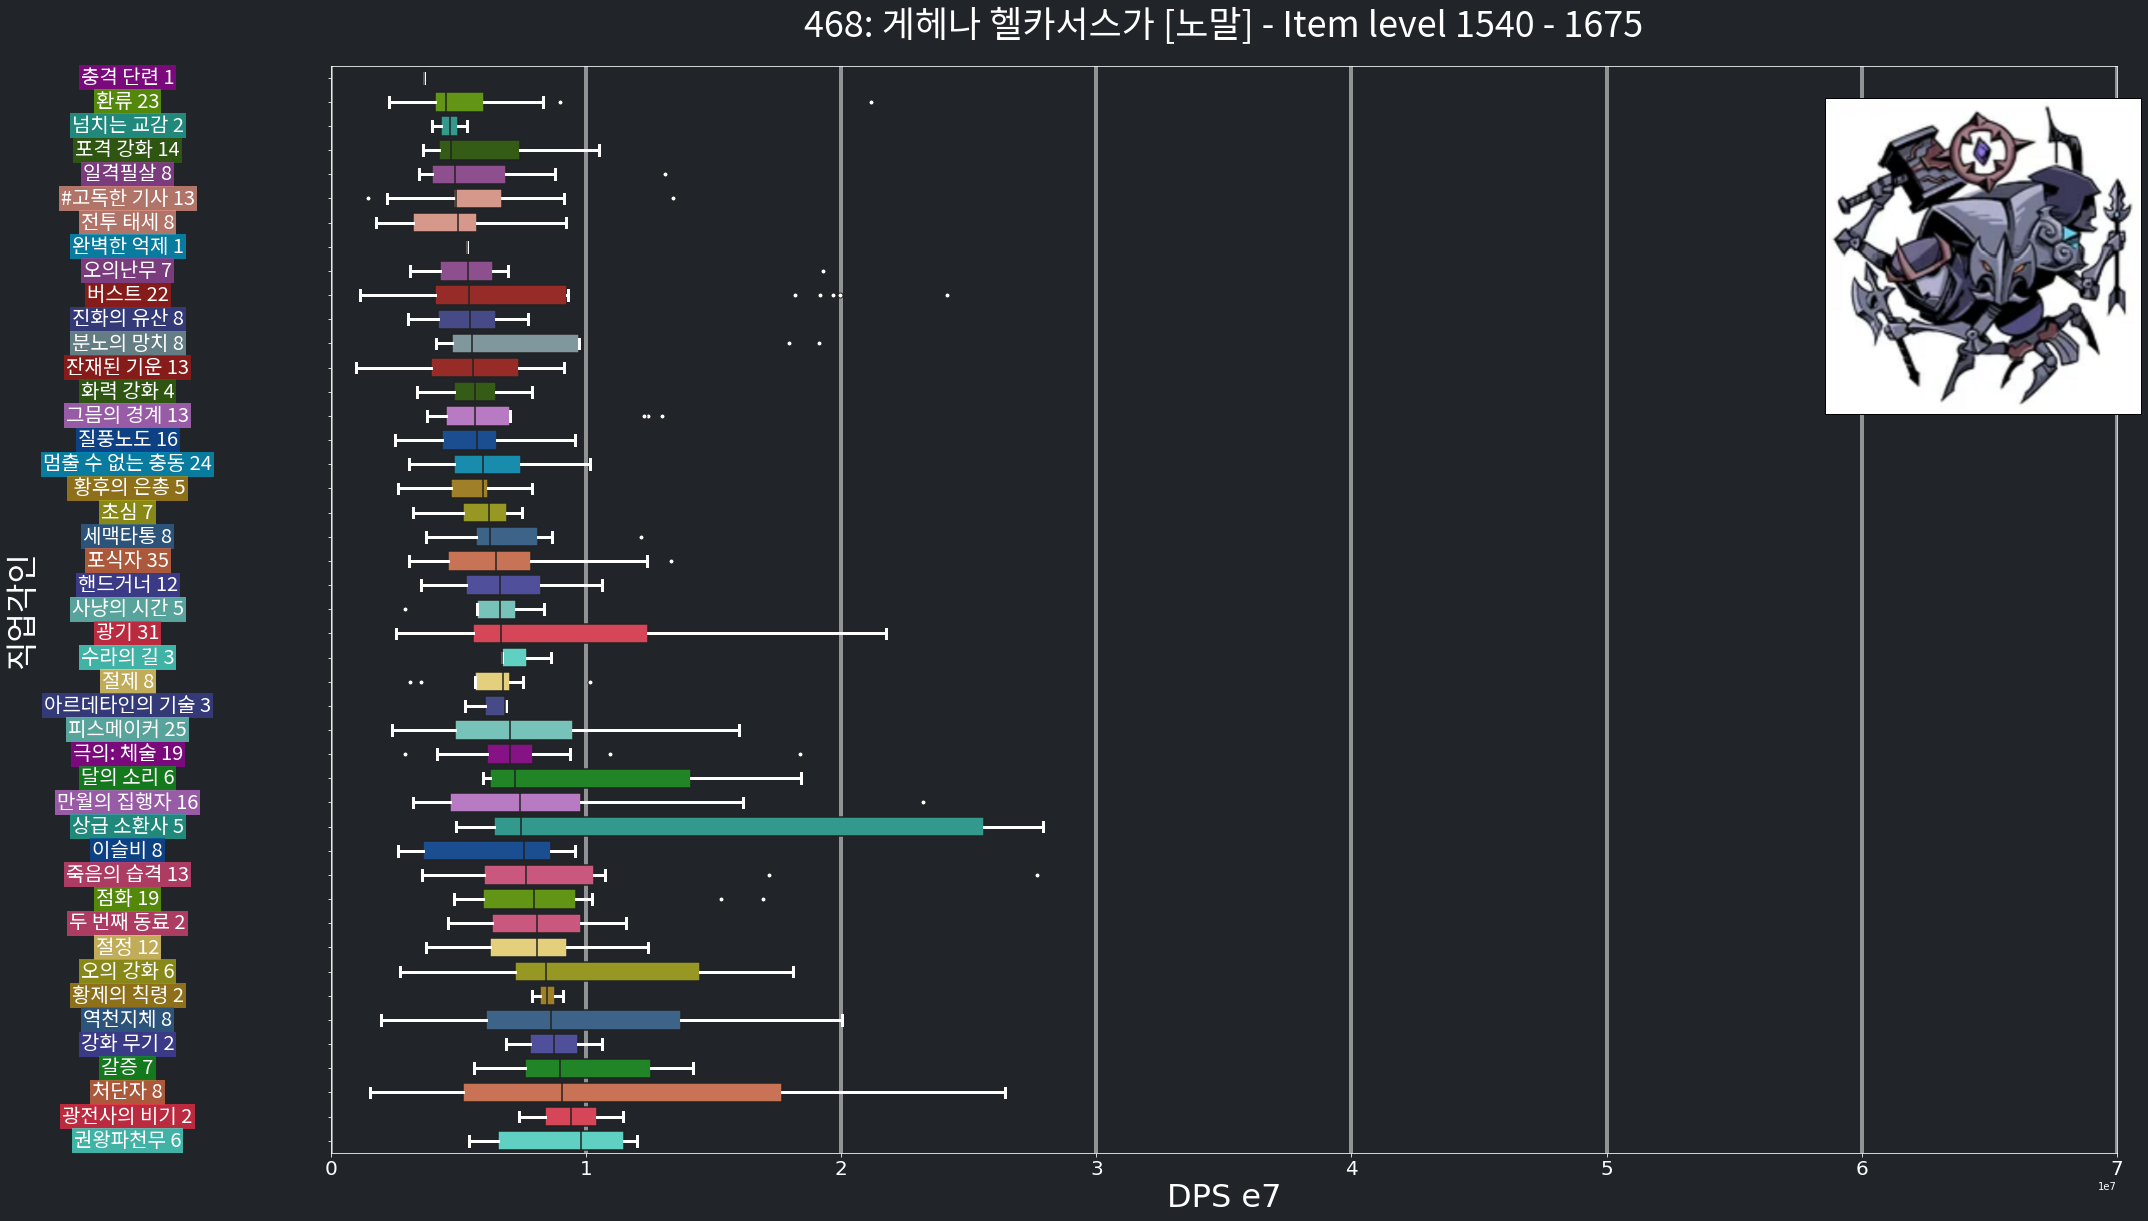 468: 게헤나 헬카서스가 [노말] - Item level 1540 - 1675
직업각인
충격 단련 1
환류 23
넘치는 교감 2
포격 강화 14
일격필살 8
#고독한 기사 13
전투 태세 8
완벽한 억제 1
오의난무 7
버스트 22
진화의 유산 8
분노의 망치 8
잔재된 기운 13
화력 강화 4
그믐의 경계 13
질풍노도 16
멈출 수 없는 충동 24
황후의 은총 5
초심 7
세맥타통 8
포식자 35
핸드거너 12
사냥의 시간 5
광기 31
수라의 길 3
절제 8
아르데타인의 기술 3
피스메이커 25
극의: 체술 19
달의 소리 6
만월의 집행자 16
상급 소환사 5
이슬비 8
죽음의 습격 13
점화 19
두 번째 동료 2
절정 12
오의 강화 6
황제의 칙령 2
역천지체 8
강화 무기 2
갈증 7
처단자 8
광전사의 비기 2
권왕파천무 6
0 1 2 3 4 5 6 7
1e7
DPS e7